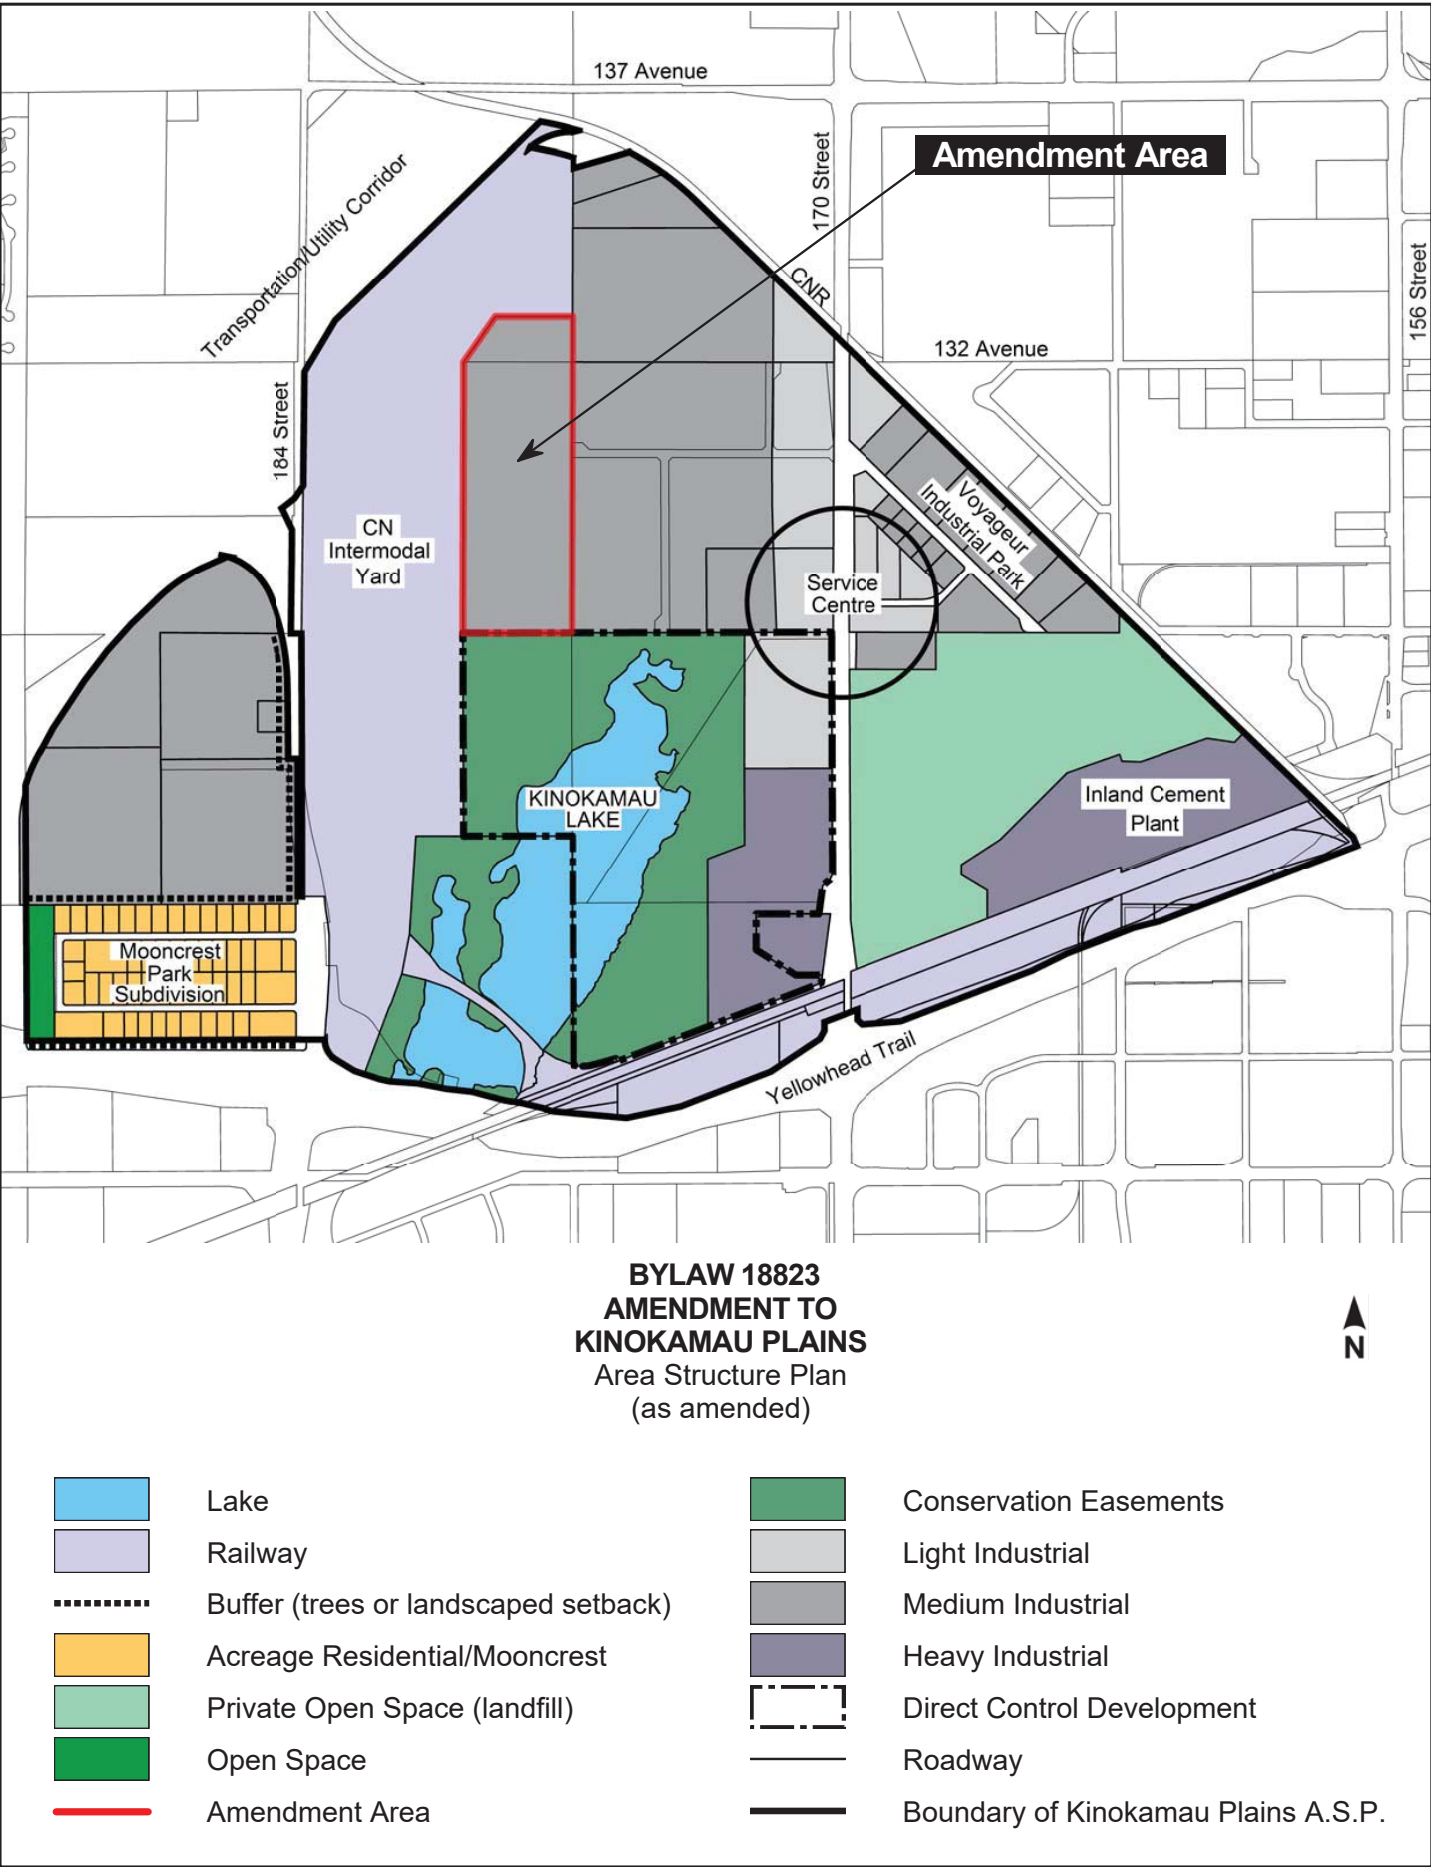 137 Avenue
170 Street
Amendment Area
Transportation/Utility Corridor
CNR
156 Street
132 Avenue
184 Street
CN
Intermodal
Yard
Voyageur
Industrial Park
Service
Centre
KINOKAMAU
LAKE
Inland Cement
Plant
Mooncrest
Park
Subdivision
Yellowhead Trail
BYLAW 18823
AMENDMENT TO
KINOKAMAU PLAINS
Area Structure Plan
(as amended)
N
Lake
Railway
Buffer (trees or landscaped setback)
Acreage Residential/Mooncrest
Private Open Space (landfill)
Open Space
Amendment Area
Conservation Easements
Light Industrial
Medium Industrial
Heavy Industrial
Direct Control Development
Roadway
Boundary of Kinokamau Plains A.S.P.